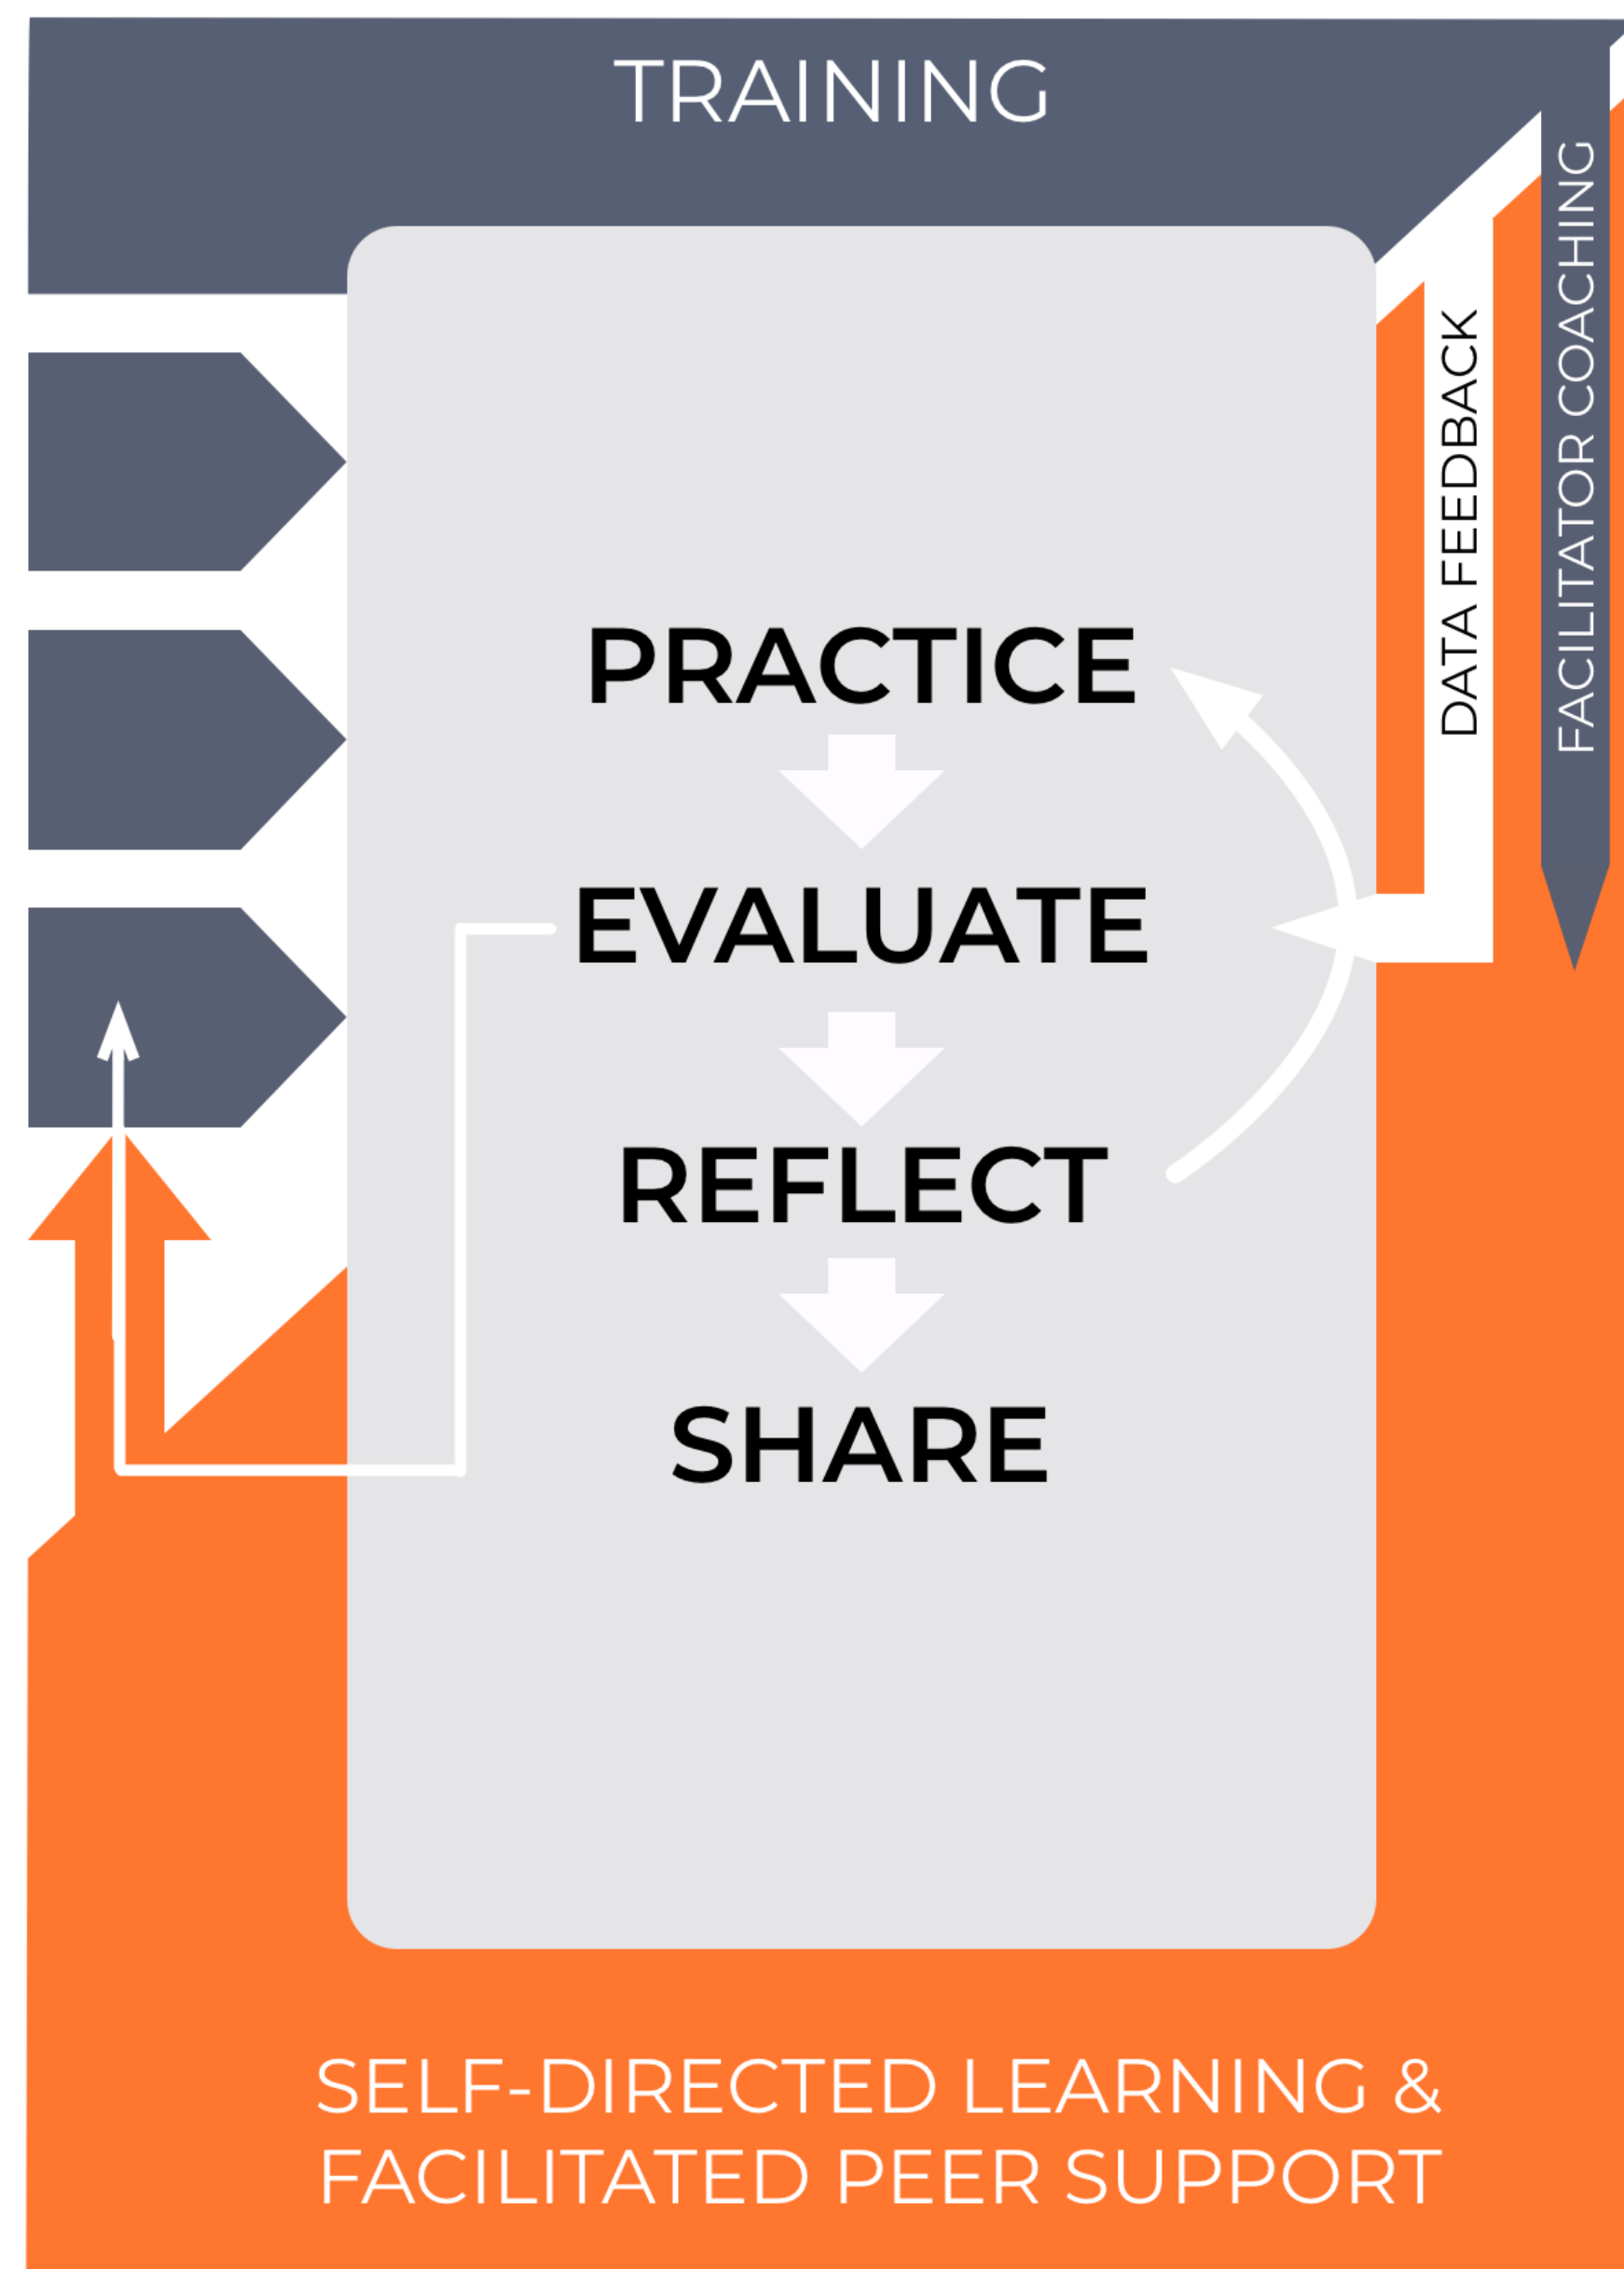 TRAINING
FACILITATOR COACHING
DATA FEEDBACK
PRACTICE
EVALUATE
REFLECT
SHARE
SELF-DIRECTED LEARNING &
FACILITATED PEER SUPPORT